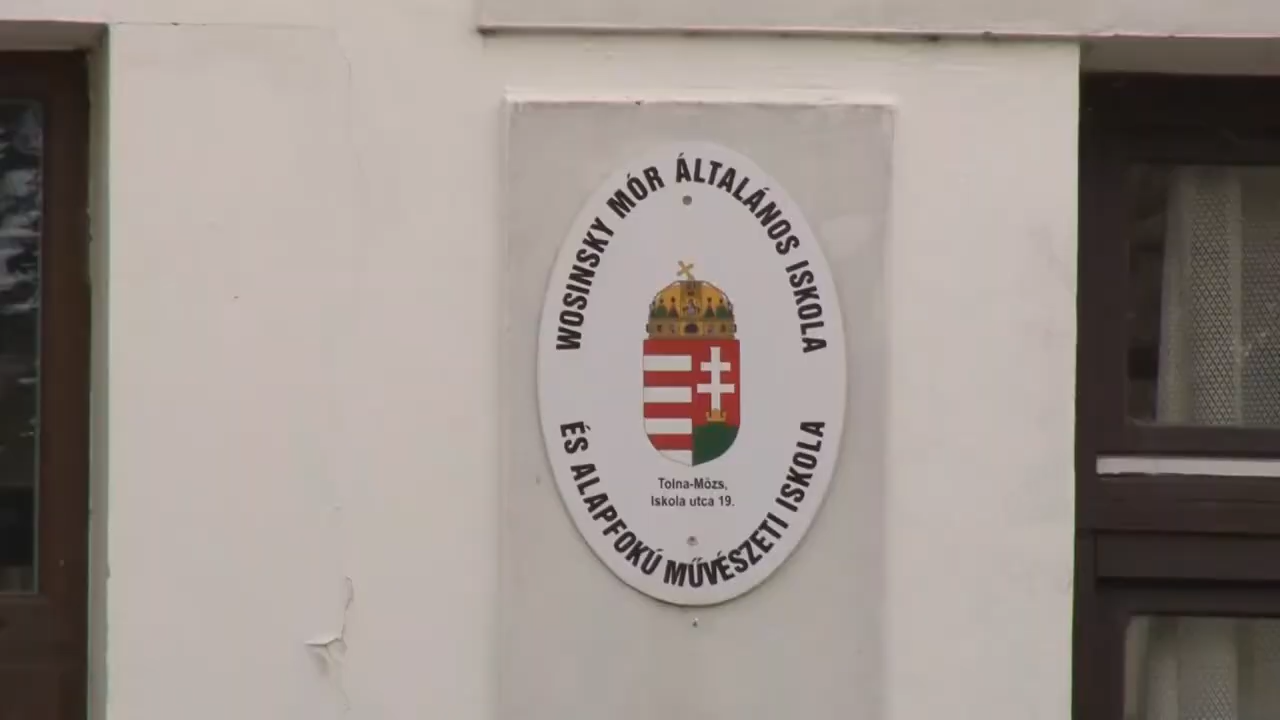 WOSINSKY MÓR ÁLTALÁNOS ISKOLA
Tolna-Mözs,
Iskola utca 19.
ÉS ALAPFOKÚ MŰVÉSZETI ISKOLA